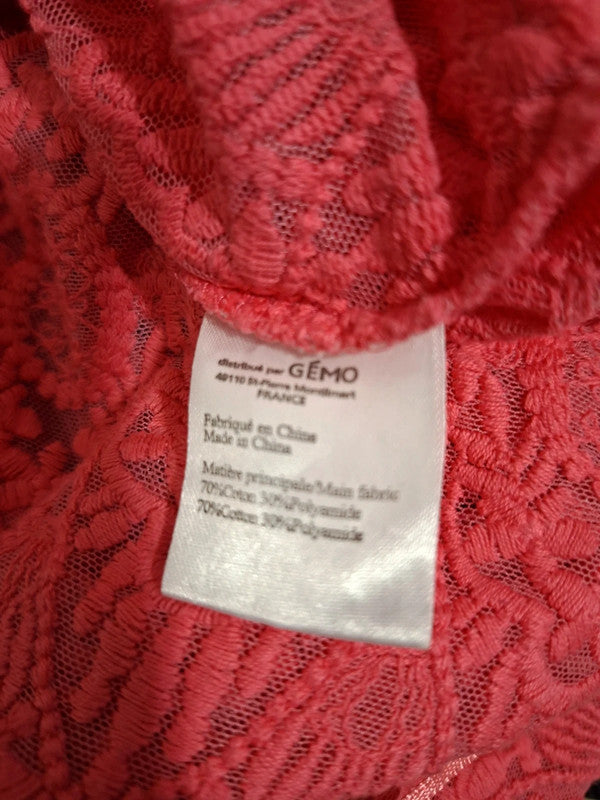 distribué par GÉMO
49110 St-Pierre Montlimart
FRANCE
Fabriqué en Chine
Made in China
Matière principale/Main fabric
70%Coton 30%Polyamide
70%Cotton 30%Polyamide